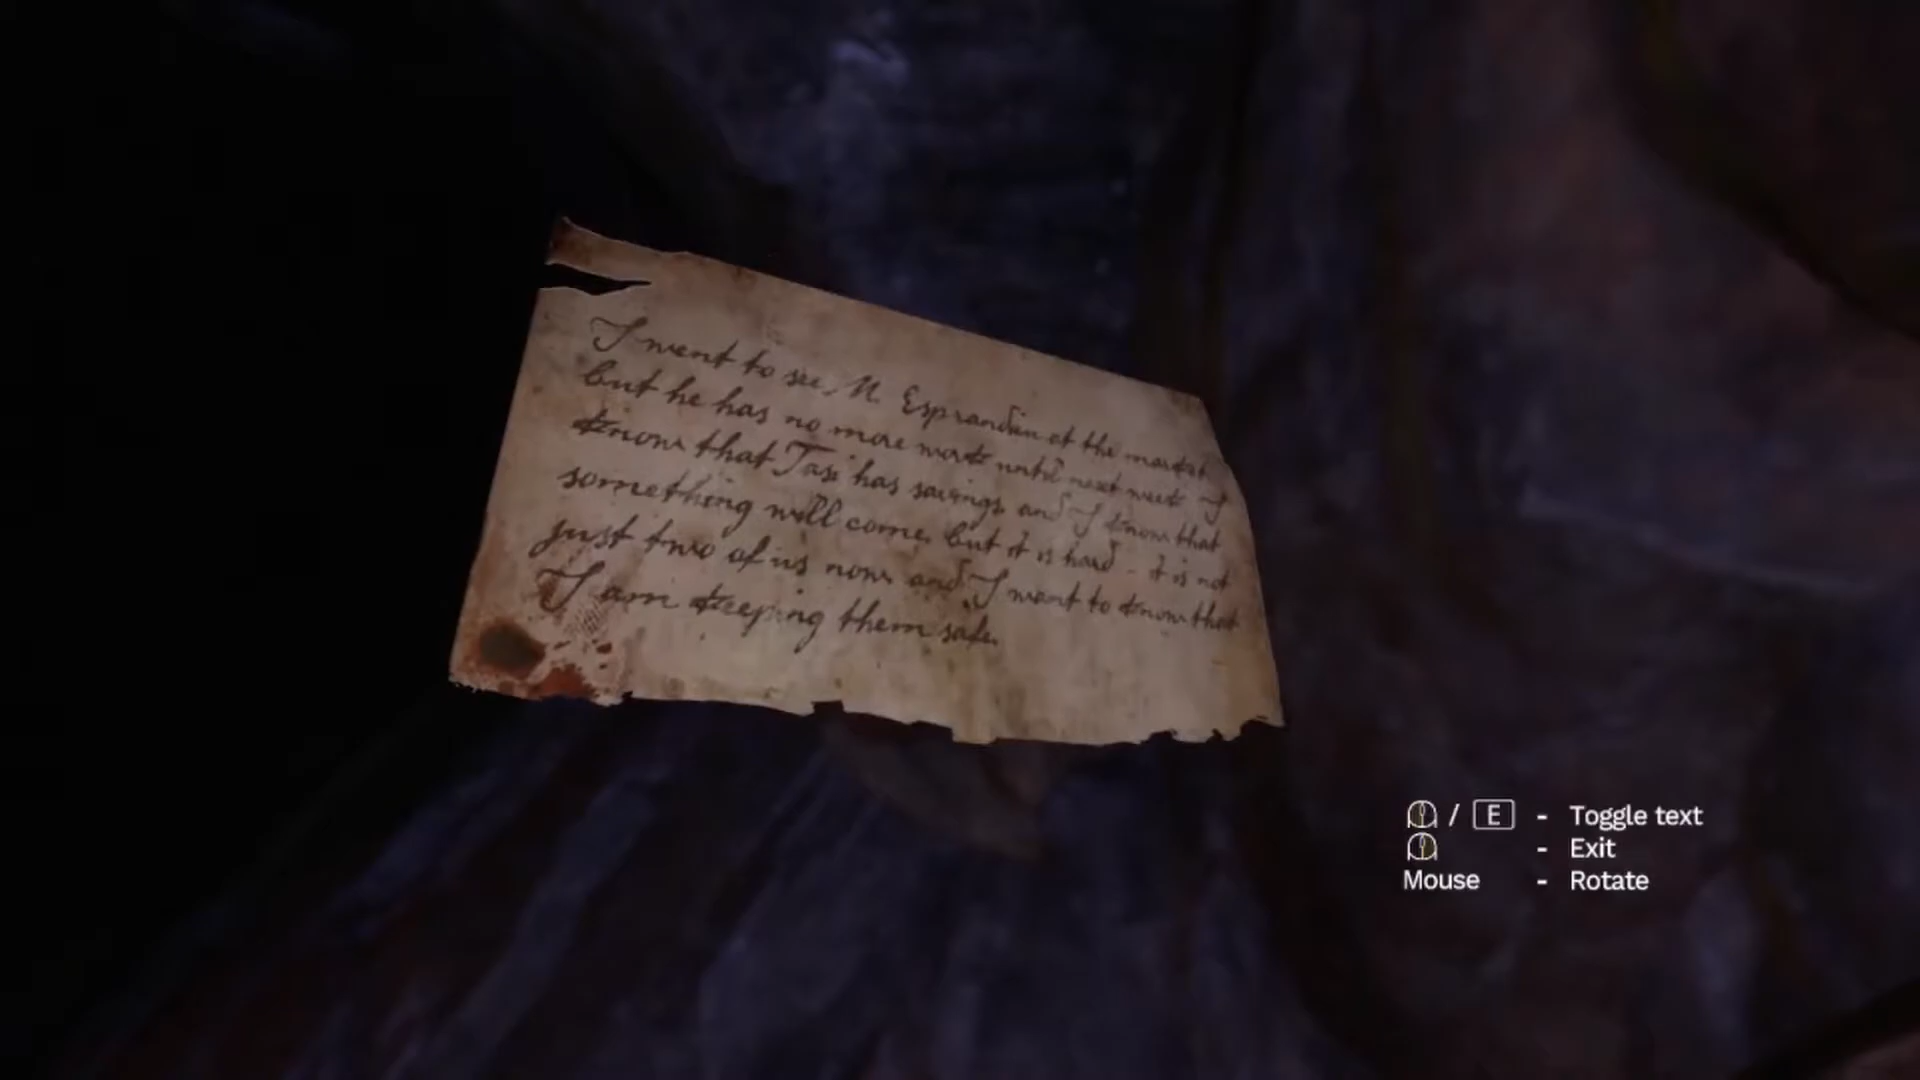 I went to see M. Esprandieu at the market
but he has no more work until next week. I
know that Tasi has savings, and I know that
something will come, but it is hard - it is not
just two of us now and I want to know that
I am keeping them safe.
/ E - Toggle text
- Exit
Mouse - Rotate